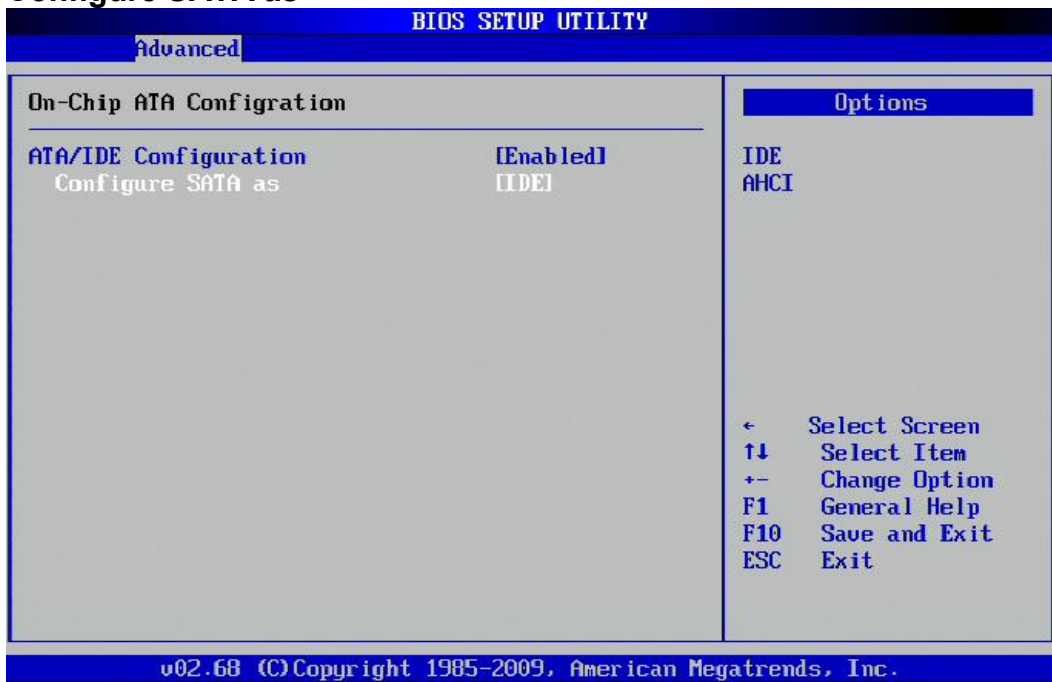 Configure SATA as
BIOS SETUP UTILITY
Advanced
On-Chip ATA Configration
ATA/IDE Configuration [Enabled]
Configure SATA as [IDE]
Options
IDE
AHCI
← Select Screen
↑↓ Select Item
+- Change Option
F1 General Help
F10 Save and Exit
ESC Exit
v02.68 (C)Copyright 1985-2009, American Megatrends, Inc.